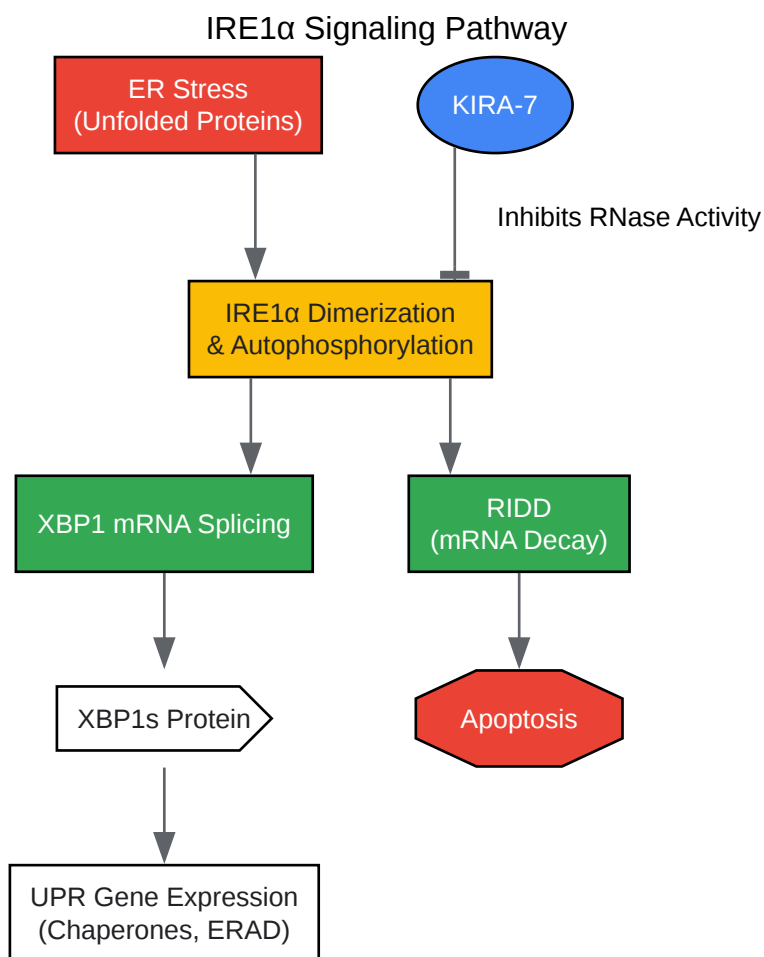 IRE1α Signaling Pathway
ER Stress
(Unfolded Proteins)
KIRA-7
Inhibits RNase Activity
IRE1α Dimerization
& Autophosphorylation
XBP1 mRNA Splicing
RIDD
(mRNA Decay)
XBP1s Protein
Apoptosis
UPR Gene Expression
(Chaperones, ERAD)